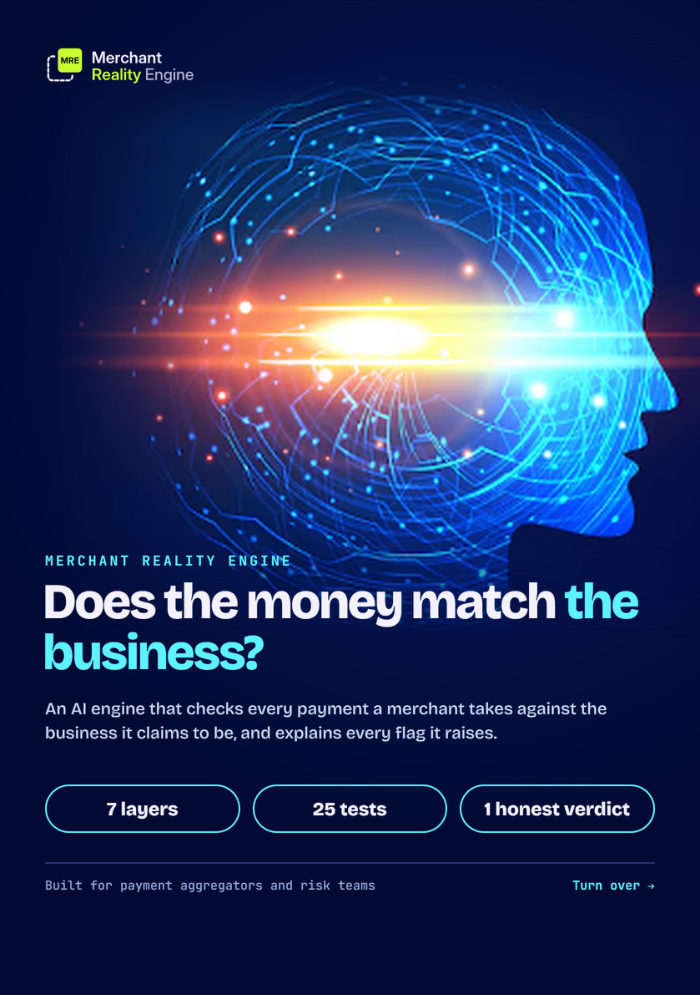 MRE
Merchant
Reality Engine
MERCHANT REALITY ENGINE
Does the money match the
business?
An AI engine that checks every payment a merchant takes against the
business it claims to be, and explains every flag it raises.
7 layers
25 tests
1 honest verdict
Built for payment aggregators and risk teams
Turn over →